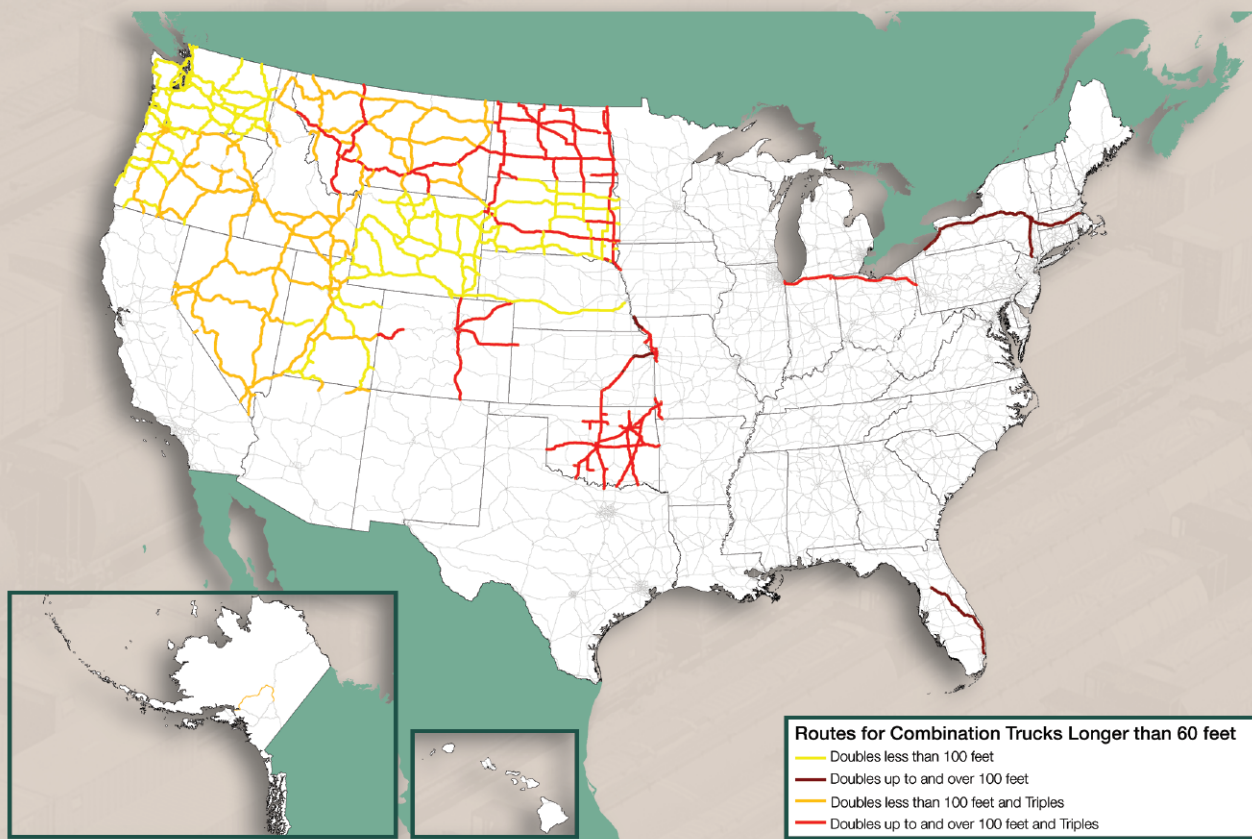 Routes for Combination Trucks Longer than 60 feet
Doubles less than 100 feet
Doubles up to and over 100 feet
Doubles less than 100 feet and Triples
Doubles up to and over 100 feet and Triples